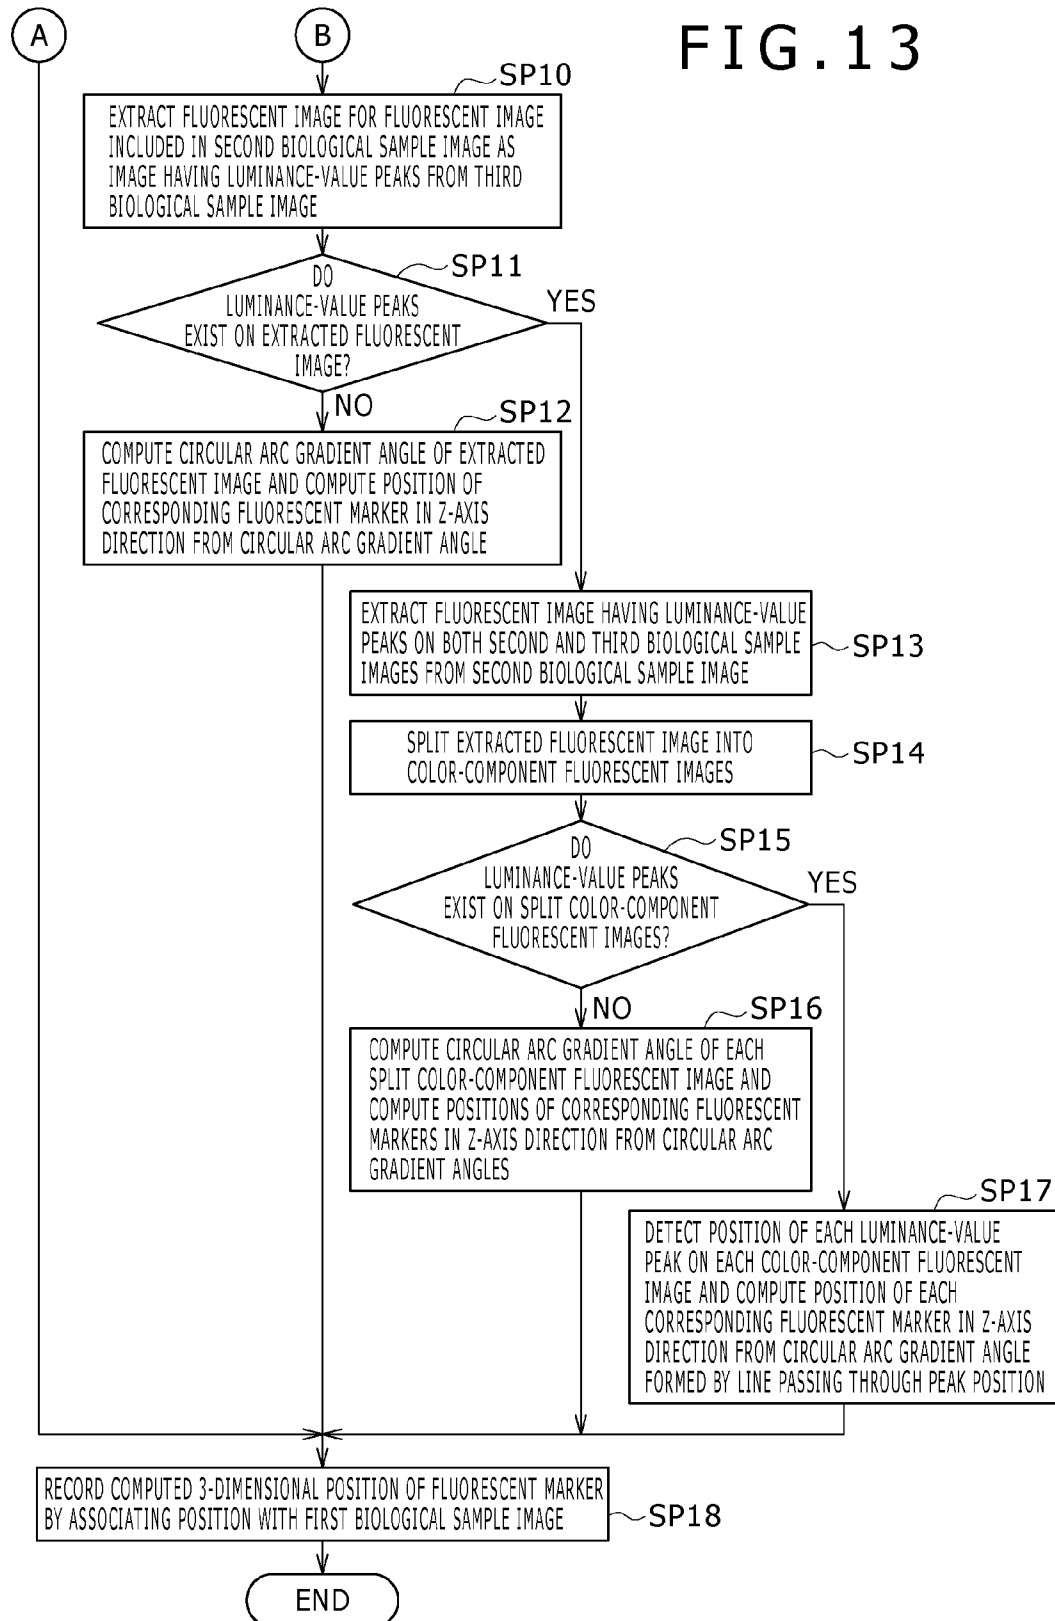 A
B
FIG.13
SP10
EXTRACT FLUORESCENT IMAGE FOR FLUORESCENT IMAGE
INCLUDED IN SECOND BIOLOGICAL SAMPLE IMAGE AS
IMAGE HAVING LUMINANCE-VALUE PEAKS FROM THIRD
BIOLOGICAL SAMPLE IMAGE
SP11
DO
LUMINANCE-VALUE PEAKS
EXIST ON EXTRACTED FLUORESCENT
IMAGE?
YES
NO
SP12
COMPUTE CIRCULAR ARC GRADIENT ANGLE OF EXTRACTED
FLUORESCENT IMAGE AND COMPUTE POSITION OF
CORRESPONDING FLUORESCENT MARKER IN Z-AXIS
DIRECTION FROM CIRCULAR ARC GRADIENT ANGLE
EXTRACT FLUORESCENT IMAGE HAVING LUMINANCE-VALUE
PEAKS ON BOTH SECOND AND THIRD BIOLOGICAL SAMPLE
IMAGES FROM SECOND BIOLOGICAL SAMPLE IMAGE
SP13
SPLIT EXTRACTED FLUORESCENT IMAGE INTO
COLOR-COMPONENT FLUORESCENT IMAGES
SP14
SP15
DO
LUMINANCE-VALUE PEAKS
EXIST ON SPLIT COLOR-COMPONENT
FLUORESCENT IMAGES?
YES
NO
SP16
COMPUTE CIRCULAR ARC GRADIENT ANGLE OF EACH
SPLIT COLOR-COMPONENT FLUORESCENT IMAGE AND
COMPUTE POSITIONS OF CORRESPONDING FLUORESCENT
MARKERS IN Z-AXIS DIRECTION FROM CIRCULAR ARC
GRADIENT ANGLES
SP17
DETECT POSITION OF EACH LUMINANCE-VALUE
PEAK ON EACH COLOR-COMPONENT FLUORESCENT
IMAGE AND COMPUTE POSITION OF EACH
CORRESPONDING FLUORESCENT MARKER IN Z-AXIS
DIRECTION FROM CIRCULAR ARC GRADIENT ANGLE
FORMED BY LINE PASSING THROUGH PEAK POSITION
RECORD COMPUTED 3-DIMENSIONAL POSITION OF FLUORESCENT MARKER
BY ASSOCIATING POSITION WITH FIRST BIOLOGICAL SAMPLE IMAGE
SP18
END